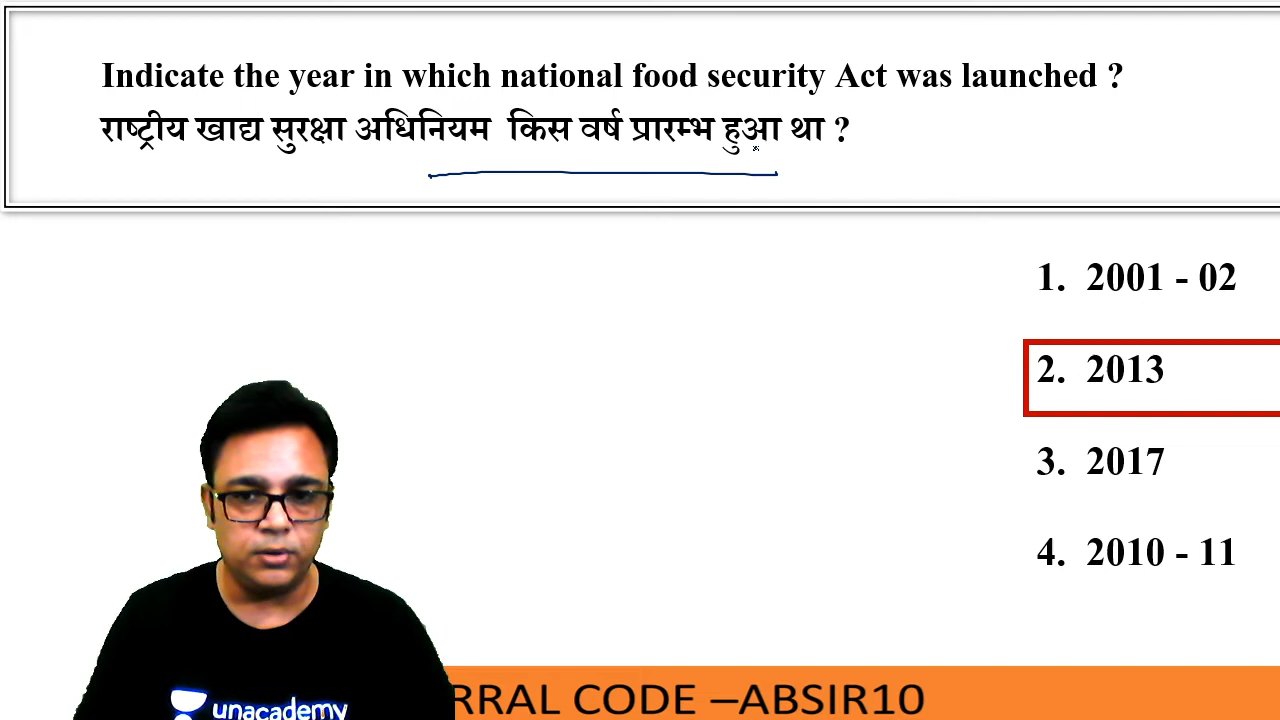 Indicate the year in which national food security Act was launched ?
राष्ट्रीय खाद्य सुरक्षा अधिनियम किस वर्ष प्रारम्भ हुआ था ?
1. 2001 - 02
2. 2013
3. 2017
4. 2010 - 11
RRAL CODE –ABSIR10
unacademy